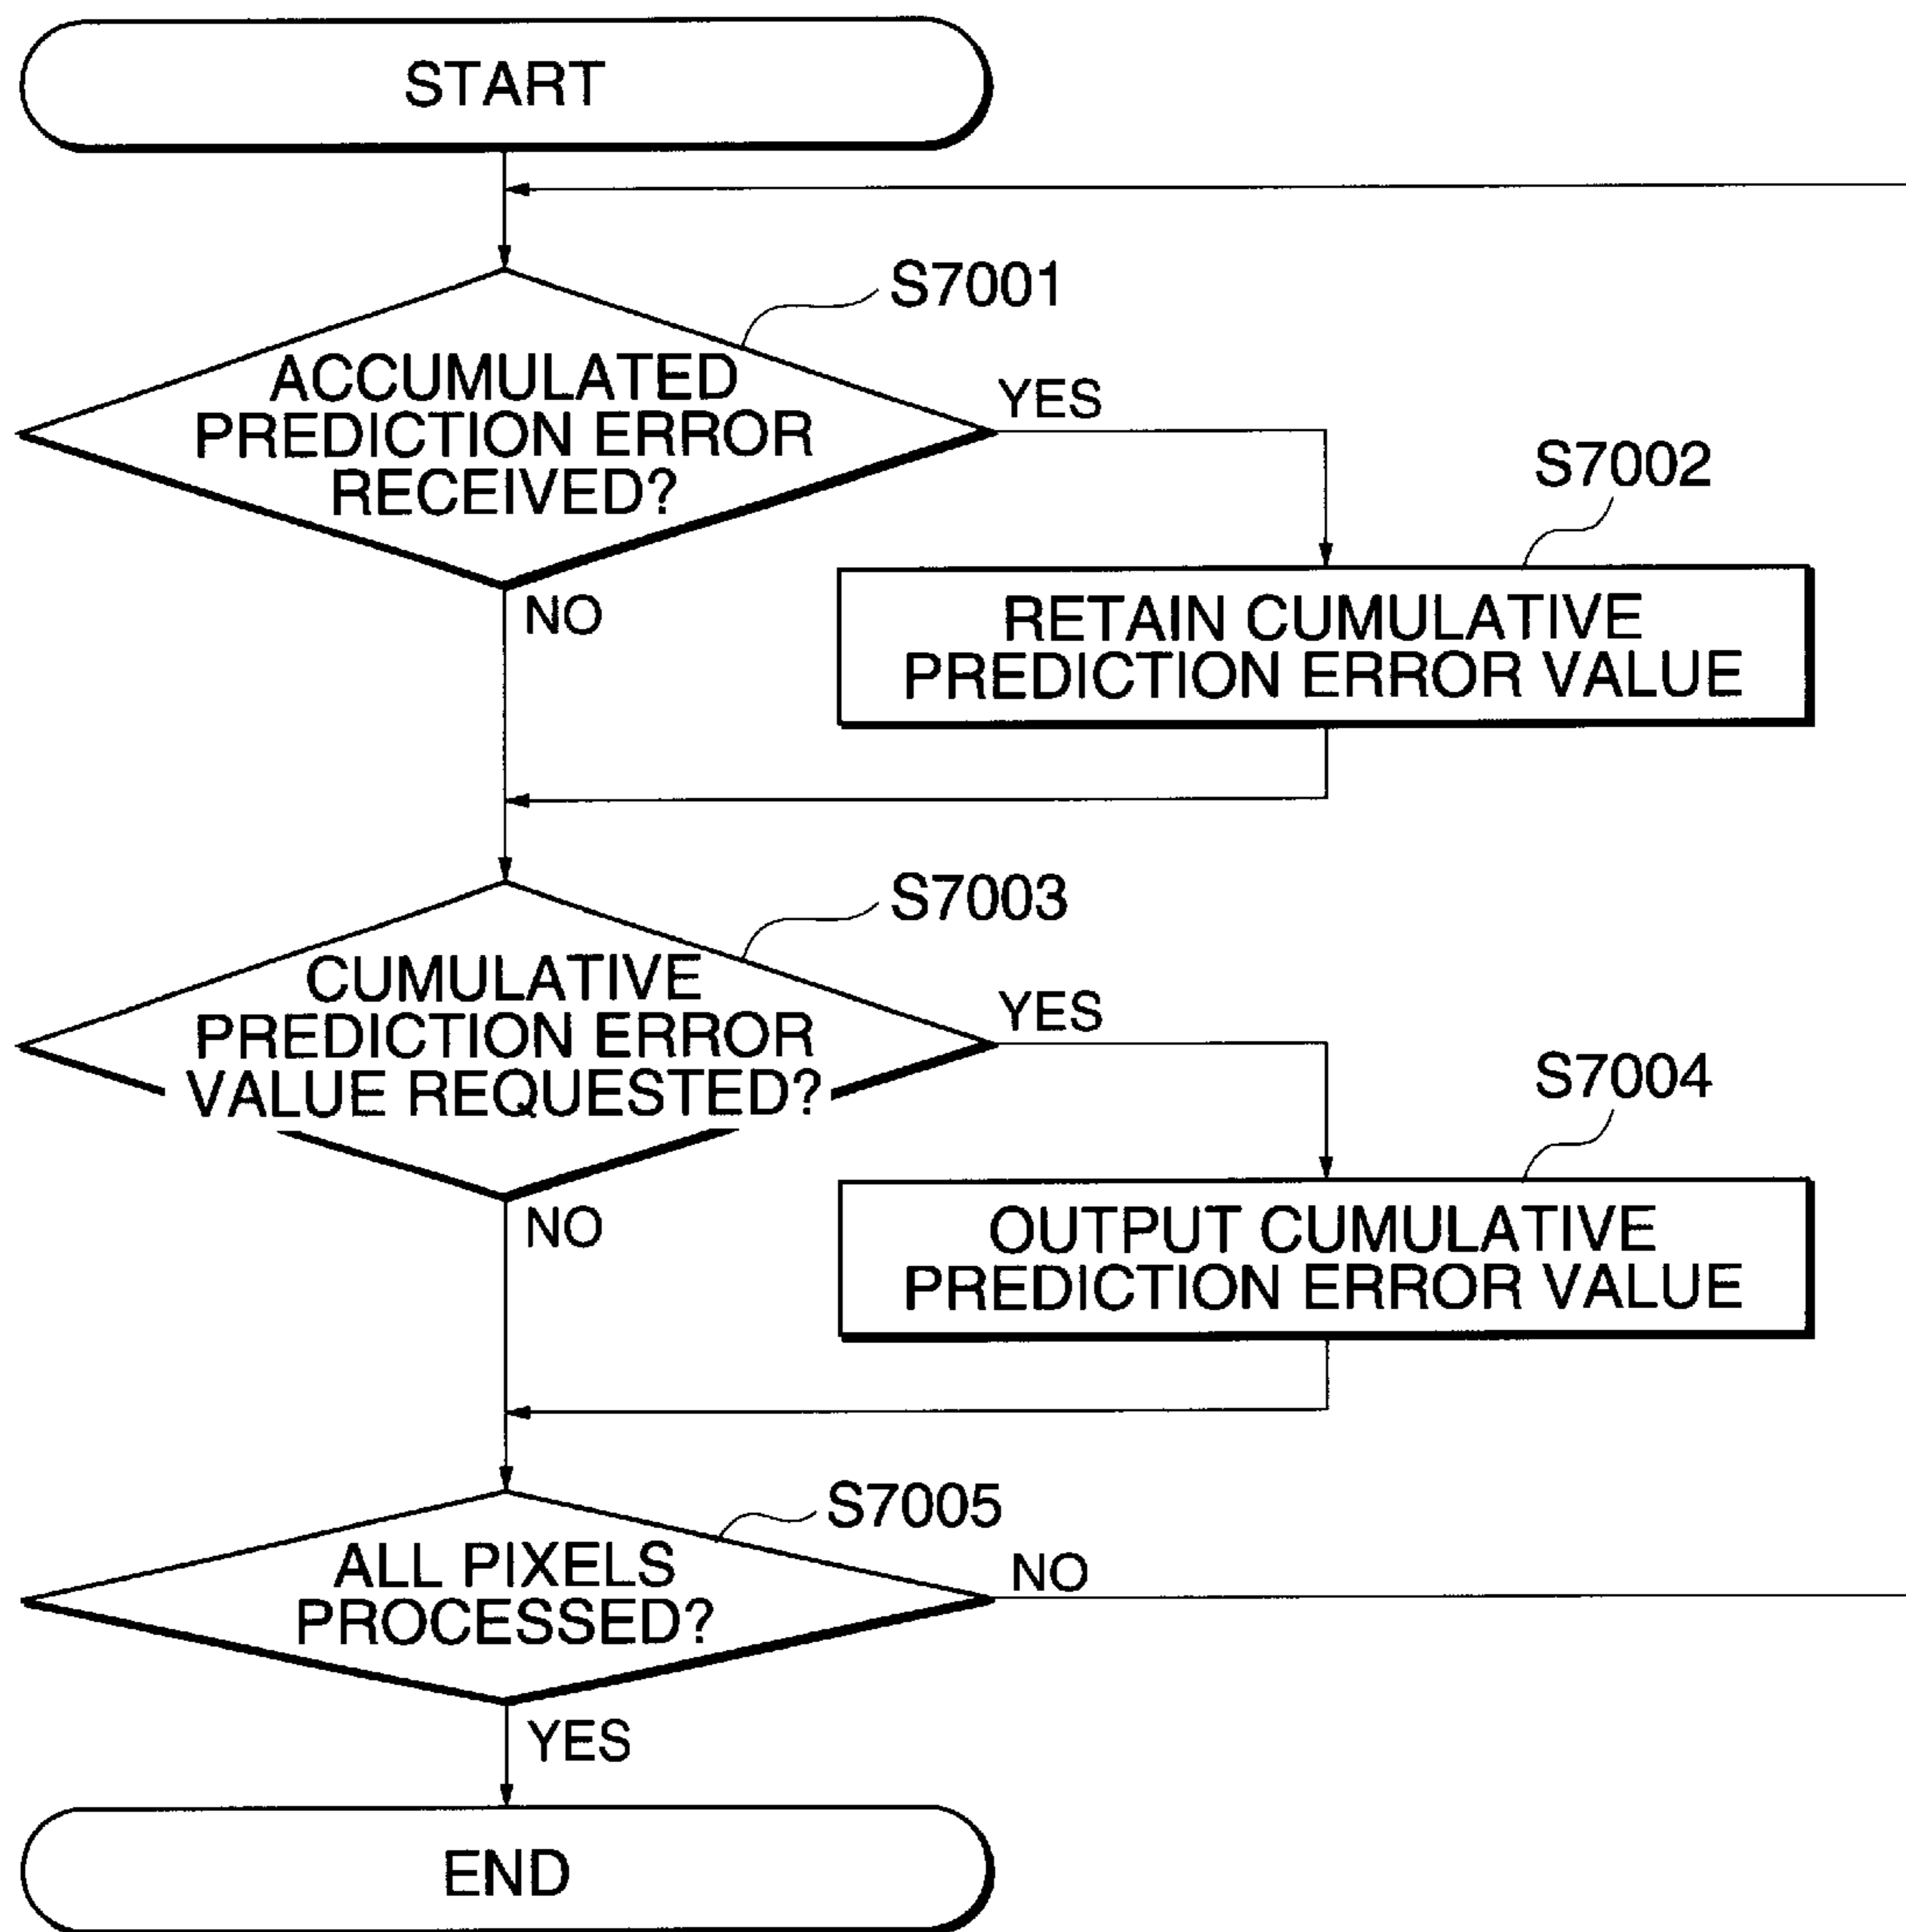 START
S7001
ACCUMULATED
PREDICTION ERROR
RECEIVED?
YES
NO
S7002
RETAIN CUMULATIVE
PREDICTION ERROR VALUE
S7003
CUMULATIVE
PREDICTION ERROR
VALUE REQUESTED?
YES
NO
S7004
OUTPUT CUMULATIVE
PREDICTION ERROR VALUE
S7005
ALL PIXELS
PROCESSED?
NO
YES
END